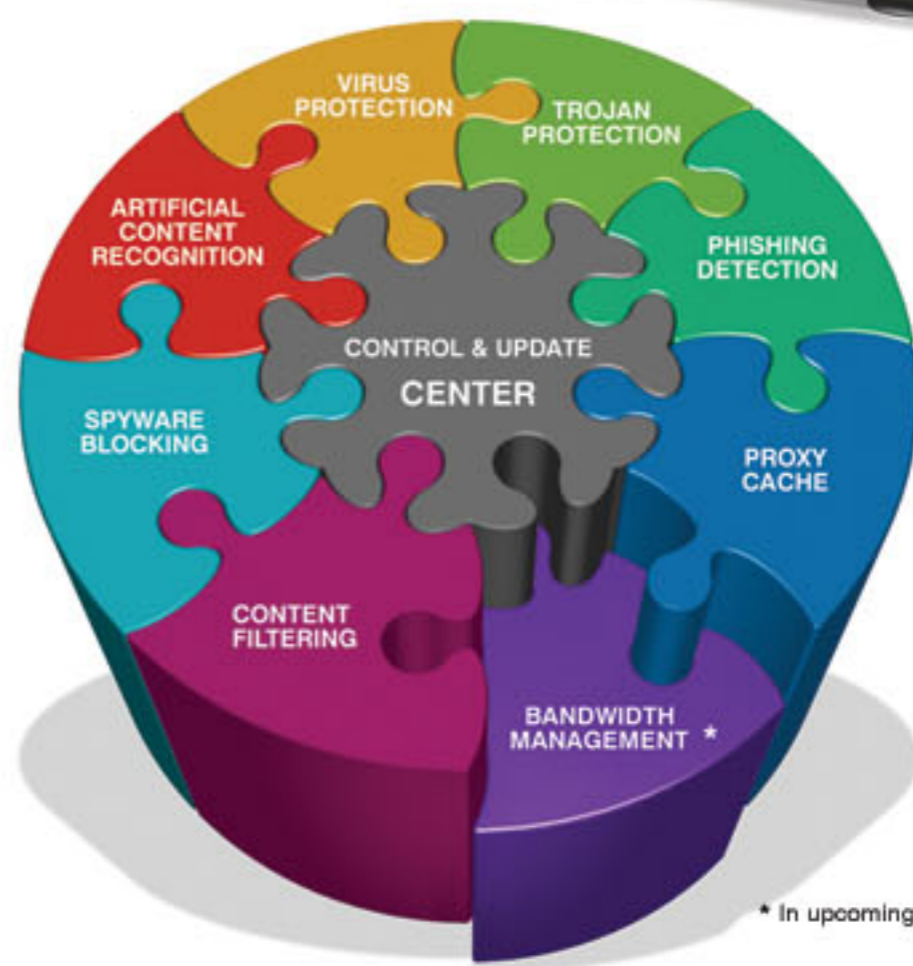 VIRUS
PROTECTION
TROJAN
PROTECTION
ARTIFICIAL
CONTENT
RECOGNITION
PHISHING
DETECTION
CONTROL & UPDATE
CENTER
SPYWARE
BLOCKING
PROXY
CACHE
CONTENT
FILTERING
BANDWIDTH
MANAGEMENT *
* In upcoming